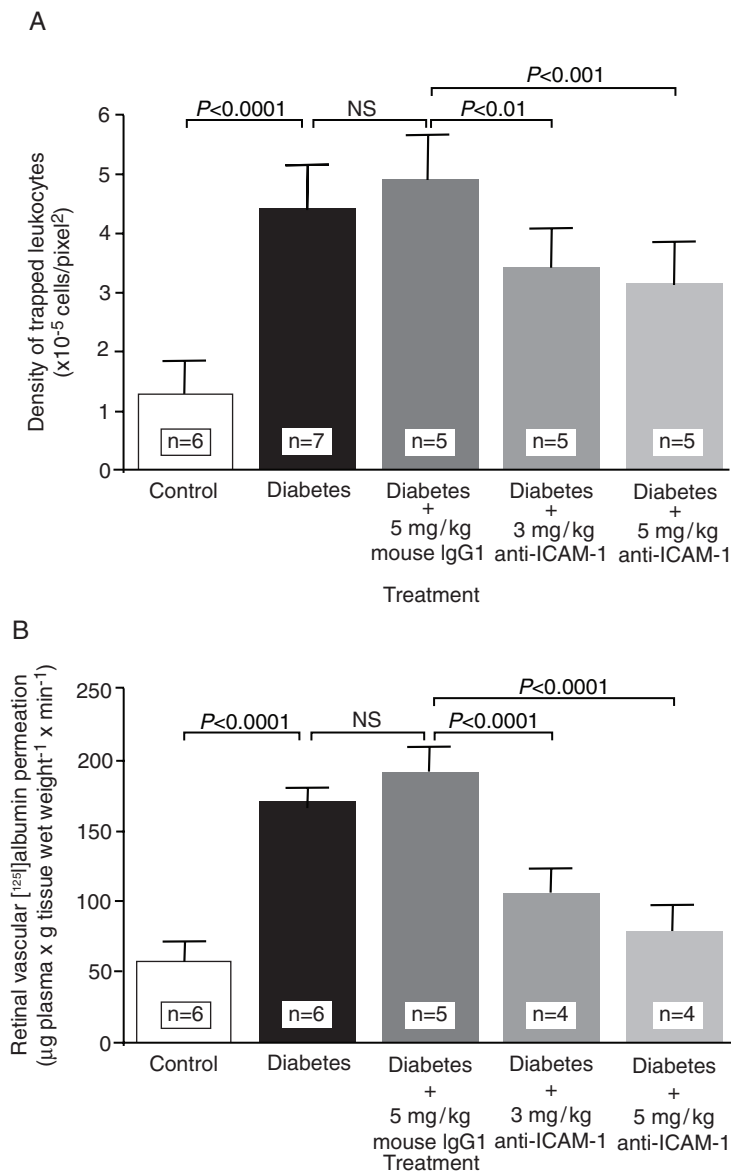 A
P<0.001
P<0.0001 NS P<0.01
Density of trapped leukocytes
(x10⁻⁵ cells/pixel²)
6
5
4
3
2
1
0
n=6 n=7 n=5 n=5 n=5
Control Diabetes Diabetes Diabetes Diabetes
+ + +
5 mg/kg 3 mg/kg 5 mg/kg
mouse IgG1 anti-ICAM-1 anti-ICAM-1
Treatment
B
P<0.0001
P<0.0001 NS P<0.0001
Retinal vascular [¹²⁵I]albumin permeation
(µg plasma x g tissue wet weight⁻¹ x min⁻¹)
250
200
150
100
50
0
n=6 n=6 n=5 n=4 n=4
Control Diabetes Diabetes Diabetes Diabetes
+ + +
5 mg/kg 3 mg/kg 5 mg/kg
mouse IgG1 anti-ICAM-1 anti-ICAM-1
Treatment